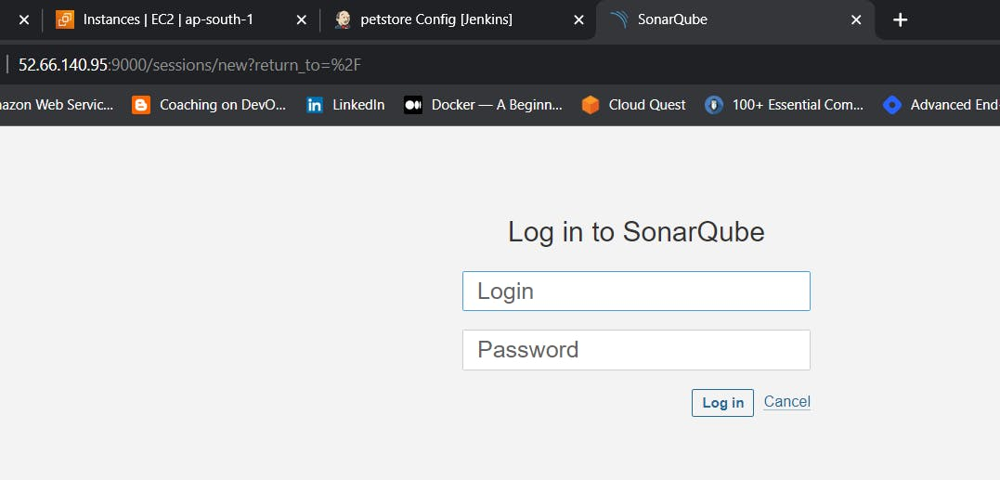 Instances | EC2 | ap-south-1
petstore Config [Jenkins]
SonarQube
52.66.140.95:9000/sessions/new?return_to=%2F
azon Web Servic...
Coaching on DevO...
LinkedIn
Docker — A Beginn...
Cloud Quest
100+ Essential Com...
Advanced End-
Log in to SonarQube
Login
Password
Log in
Cancel